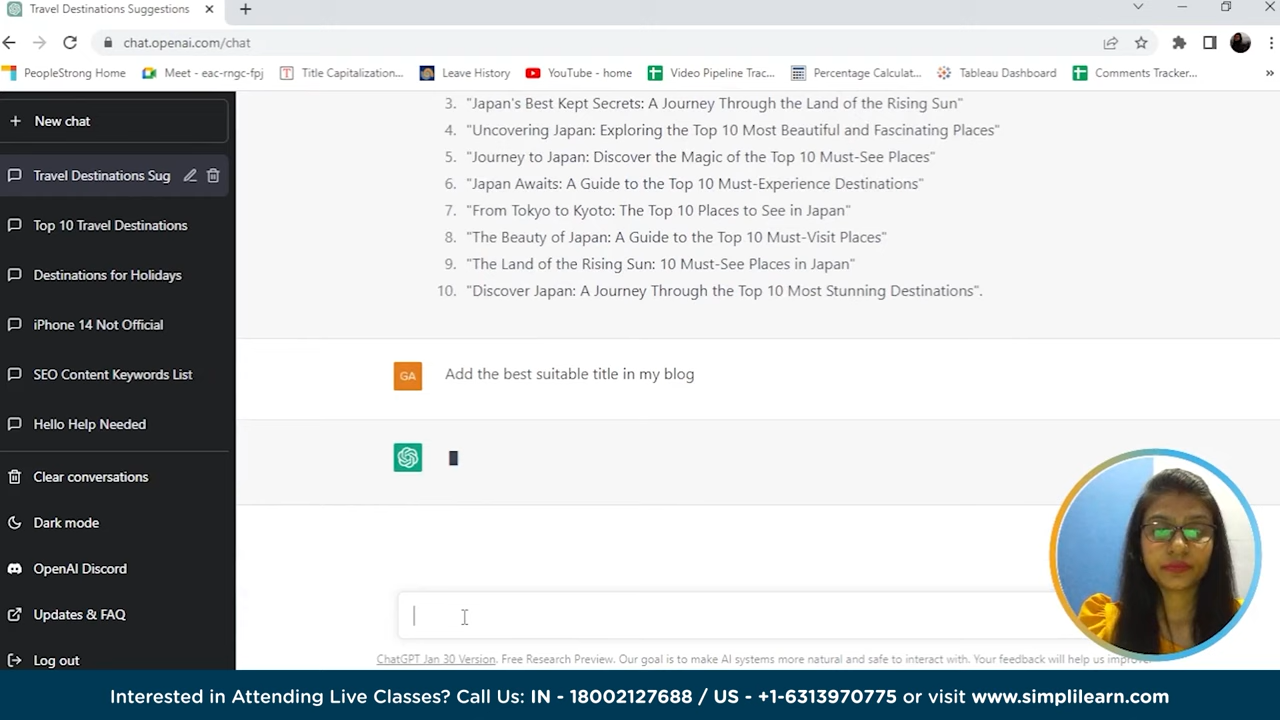 Travel Destinations Suggestions
chat.openai.com/chat
PeopleStrong Home
Meet - eac-rngc-fpj
Title Capitalization...
Leave History
YouTube - home
Video Pipeline Trac...
Percentage Calculat...
Tableau Dashboard
Comments Tracker...
New chat
Travel Destinations Sug
Top 10 Travel Destinations
Destinations for Holidays
iPhone 14 Not Official
SEO Content Keywords List
Hello Help Needed
Clear conversations
Dark mode
OpenAI Discord
Updates & FAQ
Log out
3. "Japan's Best Kept Secrets: A Journey Through the Land of the Rising Sun"
4. "Uncovering Japan: Exploring the Top 10 Most Beautiful and Fascinating Places"
5. "Journey to Japan: Discover the Magic of the Top 10 Must-See Places"
6. "Japan Awaits: A Guide to the Top 10 Must-Experience Destinations"
7. "From Tokyo to Kyoto: The Top 10 Places to See in Japan"
8. "The Beauty of Japan: A Guide to the Top 10 Must-Visit Places"
9. "The Land of the Rising Sun: 10 Must-See Places in Japan"
10. "Discover Japan: A Journey Through the Top 10 Most Stunning Destinations".
GA
Add the best suitable title in my blog
ChatGPT Jan 30 Version. Free Research Preview. Our goal is to make AI systems more natural and safe to interact with. Your feedback will help us improve
Interested in Attending Live Classes? Call Us: IN - 18002127688 / US - +1-6313970775 or visit www.simplilearn.com